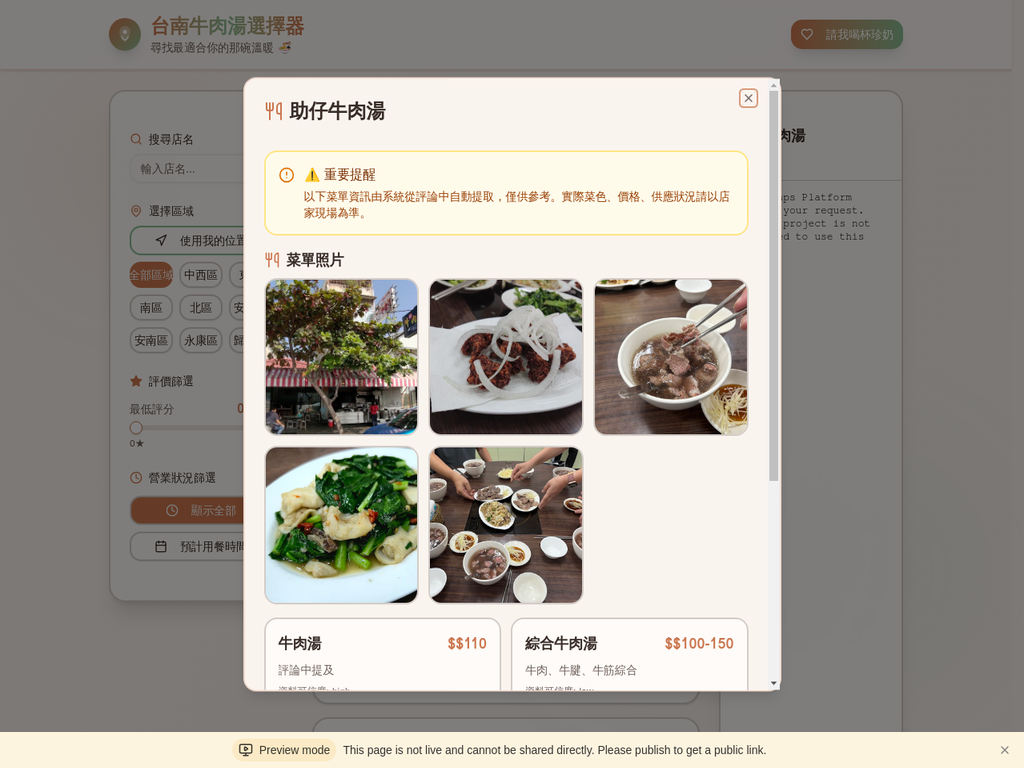 台南牛肉湯選擇器
尋找最適合你的那碗溫暖 🍜
請我喝杯珍奶
搜尋店名
輸入店名...
選擇區域
使用我的位置
全部區域
中西區
南區
北區
安南區
永康區
評價篩選
最低評分
0★
營業狀況篩選
顯示全部
預計用餐時間
助仔牛肉湯
⚠️ 重要提醒
以下菜單資訊由系統從評論中自動提取，僅供參考。實際菜色、價格、供應狀況請以店
家現場為準。
菜單照片
牛肉湯
$$110
評論中提及
綜合牛肉湯
$$100-150
牛肉、牛腱、牛筋綜合
肉湯
Platform
your request.
project is not
to use this
Preview mode
This page is not live and cannot be shared directly. Please publish to get a public link.